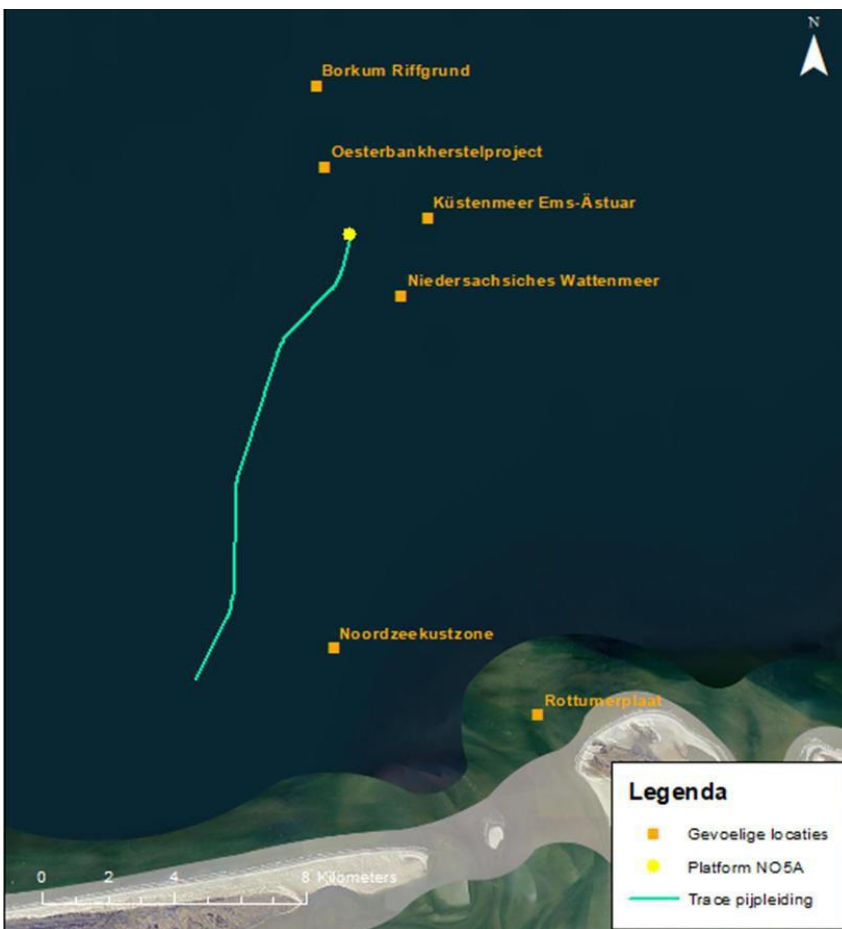 N
Borkum Riffgrund
Oesterbankherstelproject
Küstenmeer Ems-Ästuar
Niedersachsiches Wattenmeer
Noordzeekustzone
Rottumerplaat
Legenda
Gevoelige locaties
Platform NO5A
Trace pijpleiding
0 2 4 8 Kilometers